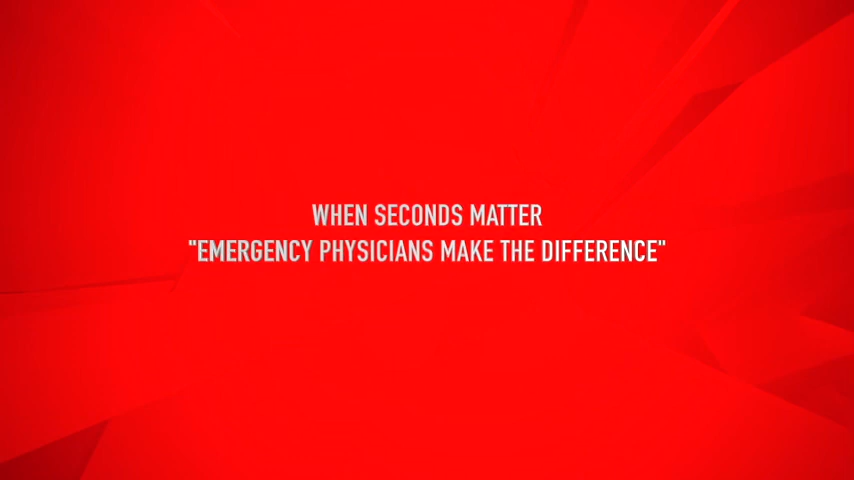 WHEN SECONDS MATTER
"EMERGENCY PHYSICIANS MAKE THE DIFFERENCE"